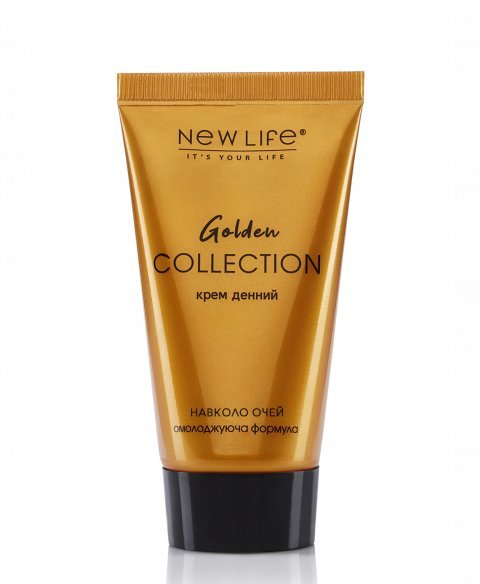 New Life®
IT'S YOUR LIFE
Golden
COLLECTION
крем денний
НАВКОЛО ОЧЕЙ
омолоджуюча формула